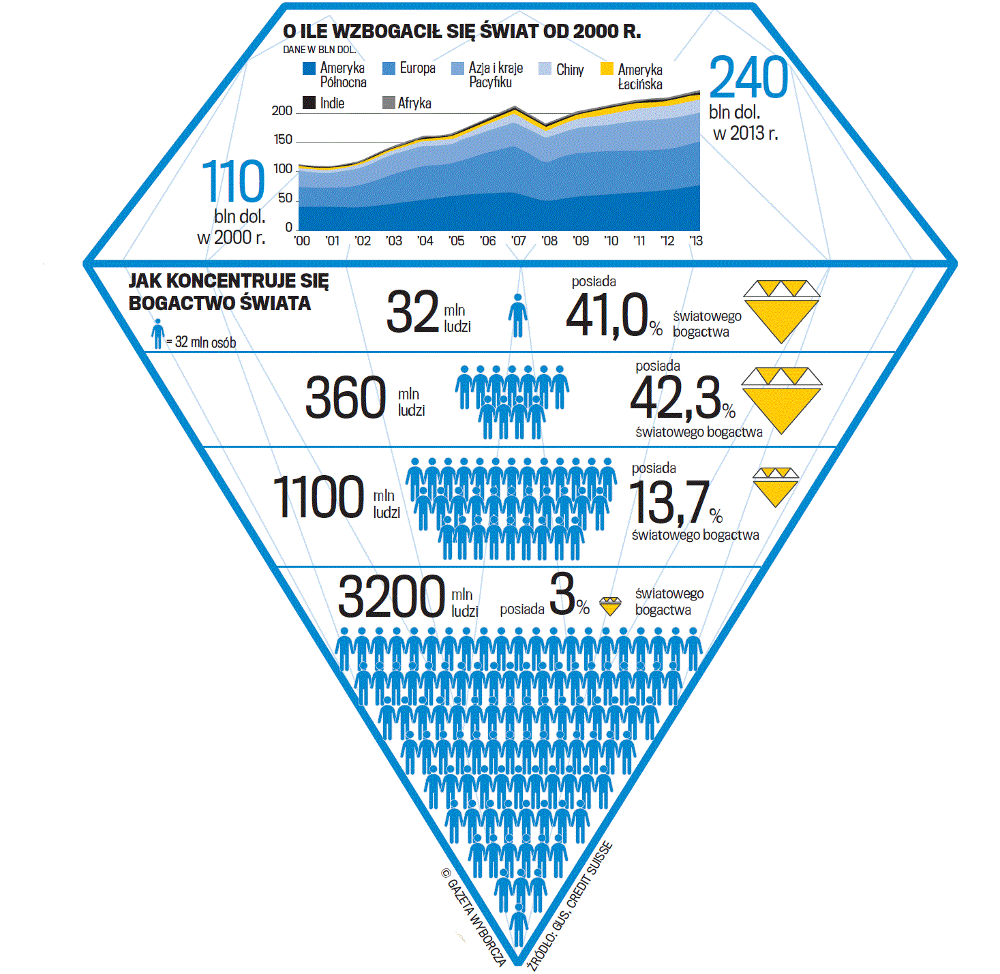 O ILE WZBOGACIŁ SIĘ ŚWIAT OD 2000 R.
DANE W BLN DOL.
Ameryka
Północna
Europa
Azja i kraje
Pacyfiku
Chiny
Ameryka
Łacińska
Indie
Afryka
240
bln dol.
w 2013 r.
110
bln dol.
w 2000 r.
200
150
100
50
0
'00 '01 '02 '03 '04 '05 '06 '07 '08 '09 '10 '11 '12 '13
JAK KONCENTRUJE SIĘ
BOGACTWO ŚWIATA
= 32 mln osób
32 mln
ludzi
posiada
41,0%
światowego
bogactwa
360 mln
ludzi
posiada
42,3%
światowego bogactwa
1100 mln
ludzi
posiada
13,7%
światowego bogactwa
3200 mln
ludzi
posiada 3%
światowego
bogactwa
© GAZETA WYBORCZA
ŹRÓDŁO: GUS, CREDIT SUISSE